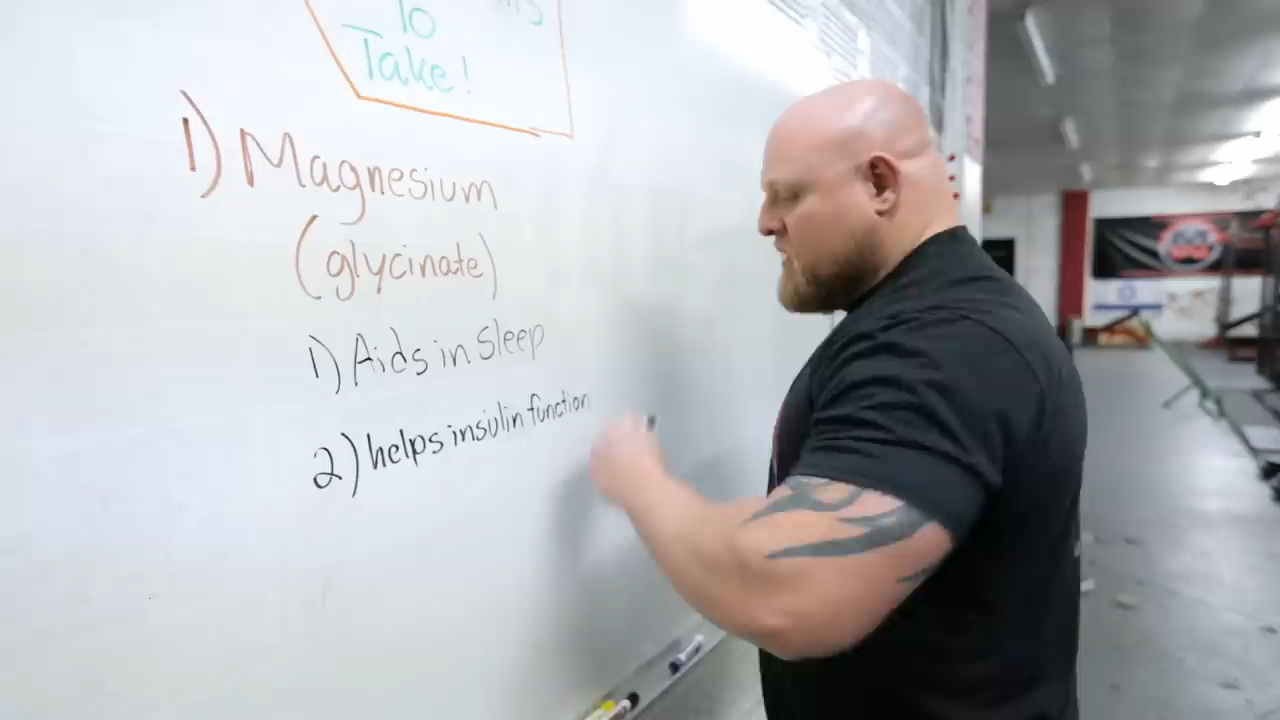 To
Take!
1) Magnesium
(glycinate)
1) Aids in Sleep
2) helps insulin function